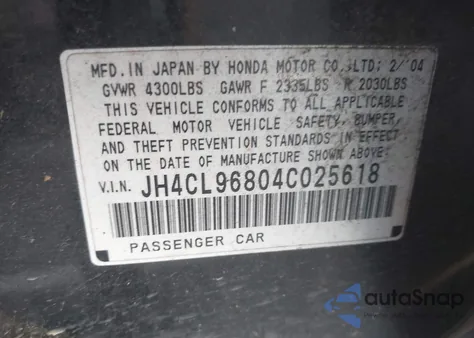 MFD. IN JAPAN BY HONDA MOTOR CO.,LTD; 2/'04
GVWR 4300LBS GAWR F 2335LBS R 2030LBS
THIS VEHICLE CONFORMS TO ALL APPLICABLE
FEDERAL MOTOR VEHICLE SAFETY, BUMPER,
AND THEFT PREVENTION STANDARDS IN EFFECT
ON THE DATE OF MANUFACTURE SHOWN ABOVE.
V.I.N. JH4CL96804C025618
PASSENGER CAR
autoSnap